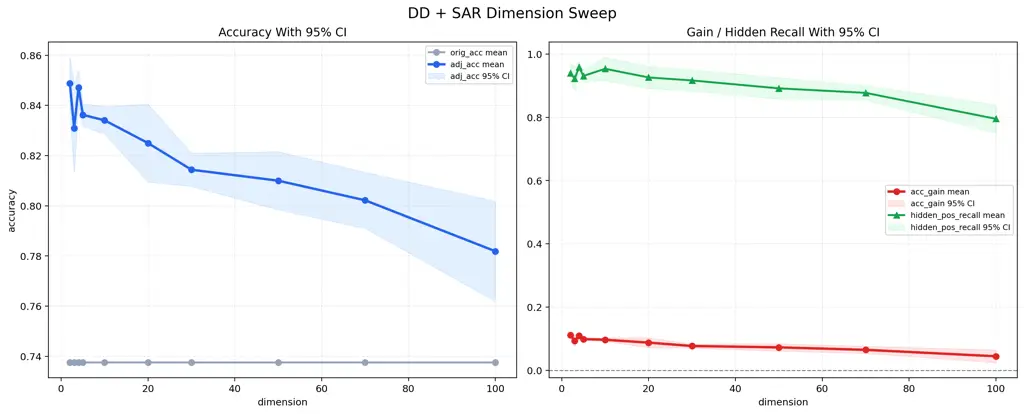 DD + SAR Dimension Sweep
Accuracy With 95% CI
accuracy
0.86
0.84
0.82
0.80
0.78
0.76
0.74
0
20
40
60
80
100
dimension
orig_acc mean
adj_acc mean
adj_acc 95% CI
Gain / Hidden Recall With 95% CI
1.0
0.8
0.6
0.4
0.2
0.0
0
20
40
60
80
100
dimension
acc_gain mean
acc_gain 95% CI
hidden_pos_recall mean
hidden_pos_recall 95% CI